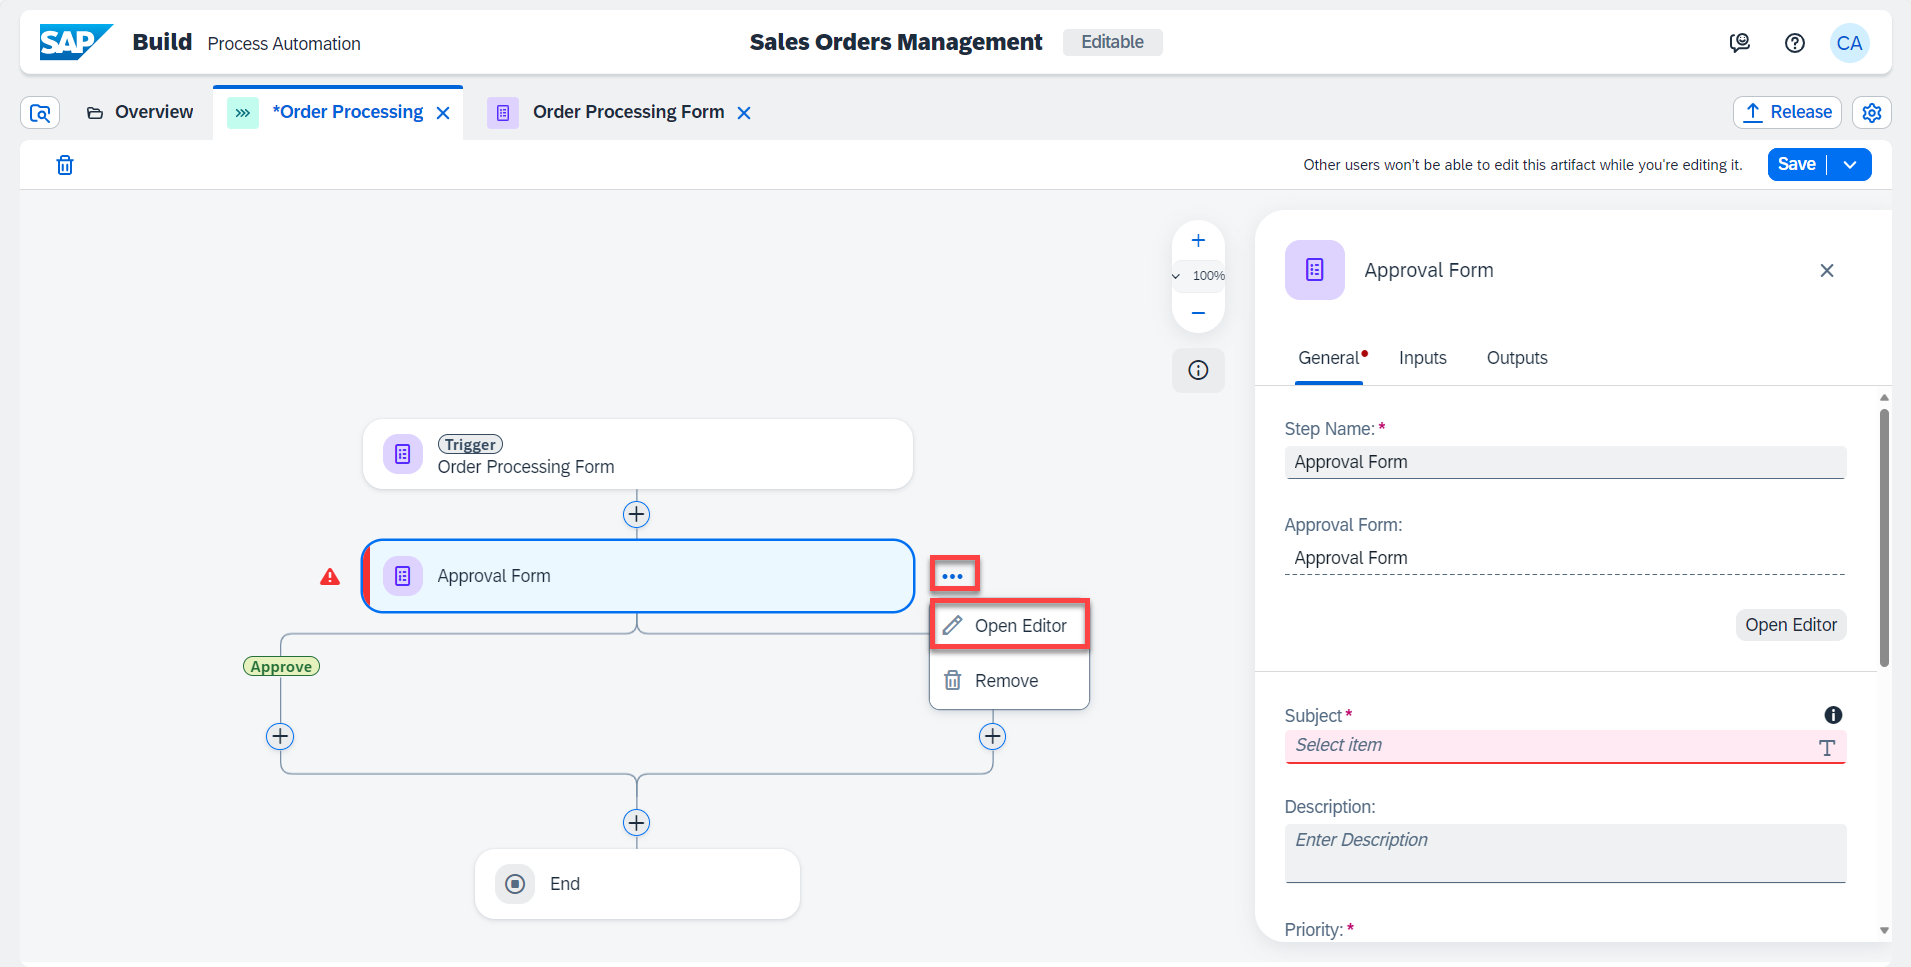 SAP Build Process Automation
Sales Orders Management Editable
CA
Overview *Order Processing Order Processing Form
Release
Other users won't be able to edit this artifact while you're editing it.
Save
100%
Trigger
Order Processing Form
Approval Form
Open Editor
Remove
Approve
End
Approval Form
General Inputs Outputs
Step Name:*
Approval Form
Approval Form:
Approval Form
Open Editor
Subject*
Select item
Description:
Enter Description
Priority:*